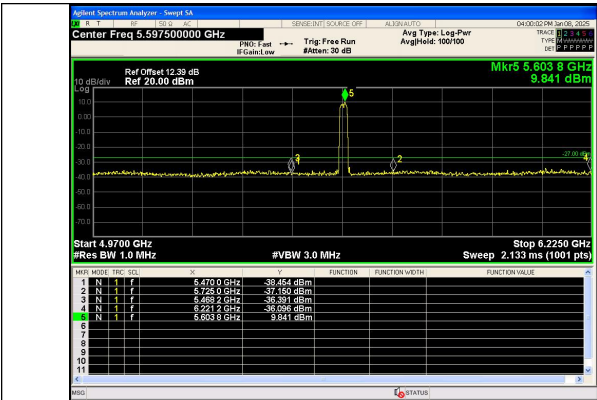 Agilent Spectrum Analyzer - Swept SA
R T RF 50 Ω AC SENSE:INT SOURCE OFF ALIGN AUTO 04:00:02 PM Jan 08, 2025
Center Freq 5.597500000 GHz
PNO: Fast
IFGain:Low
Trig: Free Run
#Atten: 30 dB
Avg Type: Log-Pwr
Avg|Hold: 100/100
TRACE 1 2 3 4 5 6
TYPE
DET P P P P P P
Ref Offset 12.39 dB
10 dB/div Ref 20.00 dBm
Log
Mkr5 5.603 8 GHz
9.841 dBm
5
10.0
0.00
-10.0
-20.0
-27.00 dBm
-30.0
2
4
-40.0
-50.0
-60.0
-70.0
Start 4.9700 GHz
Stop 6.2250 GHz
#Res BW 1.0 MHz
#VBW 3.0 MHz
Sweep 2.133 ms (1001 pts)
MKR MODE TRC SCL X Y FUNCTION FUNCTION WIDTH FUNCTION VALUE
1 N 1 f 5.470 0 GHz -38.454 dBm
2 N 1 f 5.725 0 GHz -37.150 dBm
3 N 1 f 5.468 2 GHz -36.391 dBm
4 N 1 f 6.221 2 GHz -36.096 dBm
5 N 1 f 5.603 8 GHz 9.841 dBm
6
7
8
9
10
11
MSG
STATUS